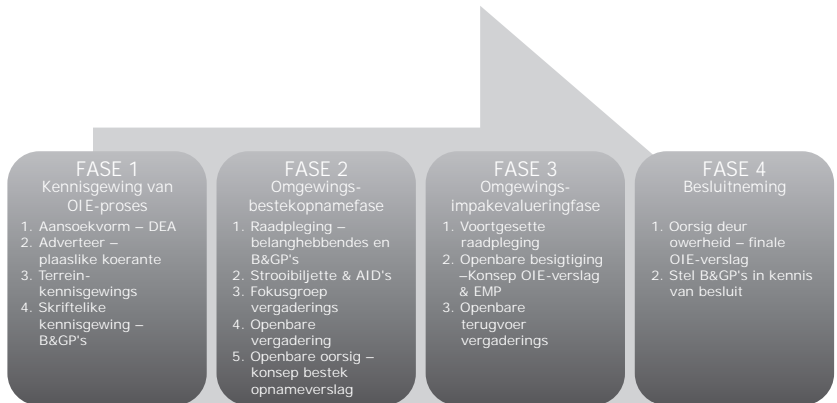 FASE 1
Kennisgewing van
OIE-proses
1. Aansoekvorm – DEA
2. Adverteer –
plaaslike koerante
3. Terrein-
kennisgewings
4. Skriftelike
kennisgewing –
B&GP's
FASE 2
Omgewings-
bestekopnamefase
1. Raadpleging –
belanghebbendes en
B&GP's
2. Strooibiljette & AID's
3. Fokusgroep
vergaderings
4. Openbare
vergadering
5. Openbare oorsig –
konsep bestek
opnameverslag
FASE 3
Omgewings-
impakevalueringfase
1. Voortgesette
raadpleging
2. Openbare besigtiging
–Konsep OIE-verslag
& EMP
3. Openbare
terugvoer
vergaderings
FASE 4
Besluitneming
1. Oorsig deur
owerheid – finale
OIE-verslag
2. Stel B&GP's in kennis
van besluit